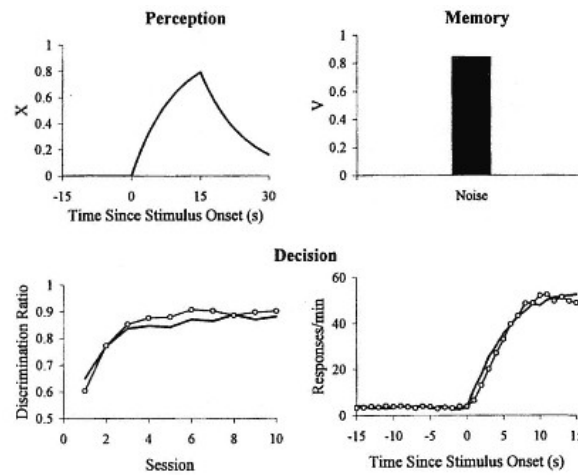 Perception
X
1
0.8
0.6
0.4
0.2
0
-15 0 15 30
Time Since Stimulus Onset (s)
Memory
V
1
0.8
0.6
0.4
0.2
0
Noise
Decision
Discrimination Ratio
1
0.9
0.8
0.7
0.6
0.5
0 2 4 6 8 10
Session
Responses/min
60
40
20
0
-15 -10 -5 0 5 10 15
Time Since Stimulus Onset (s)